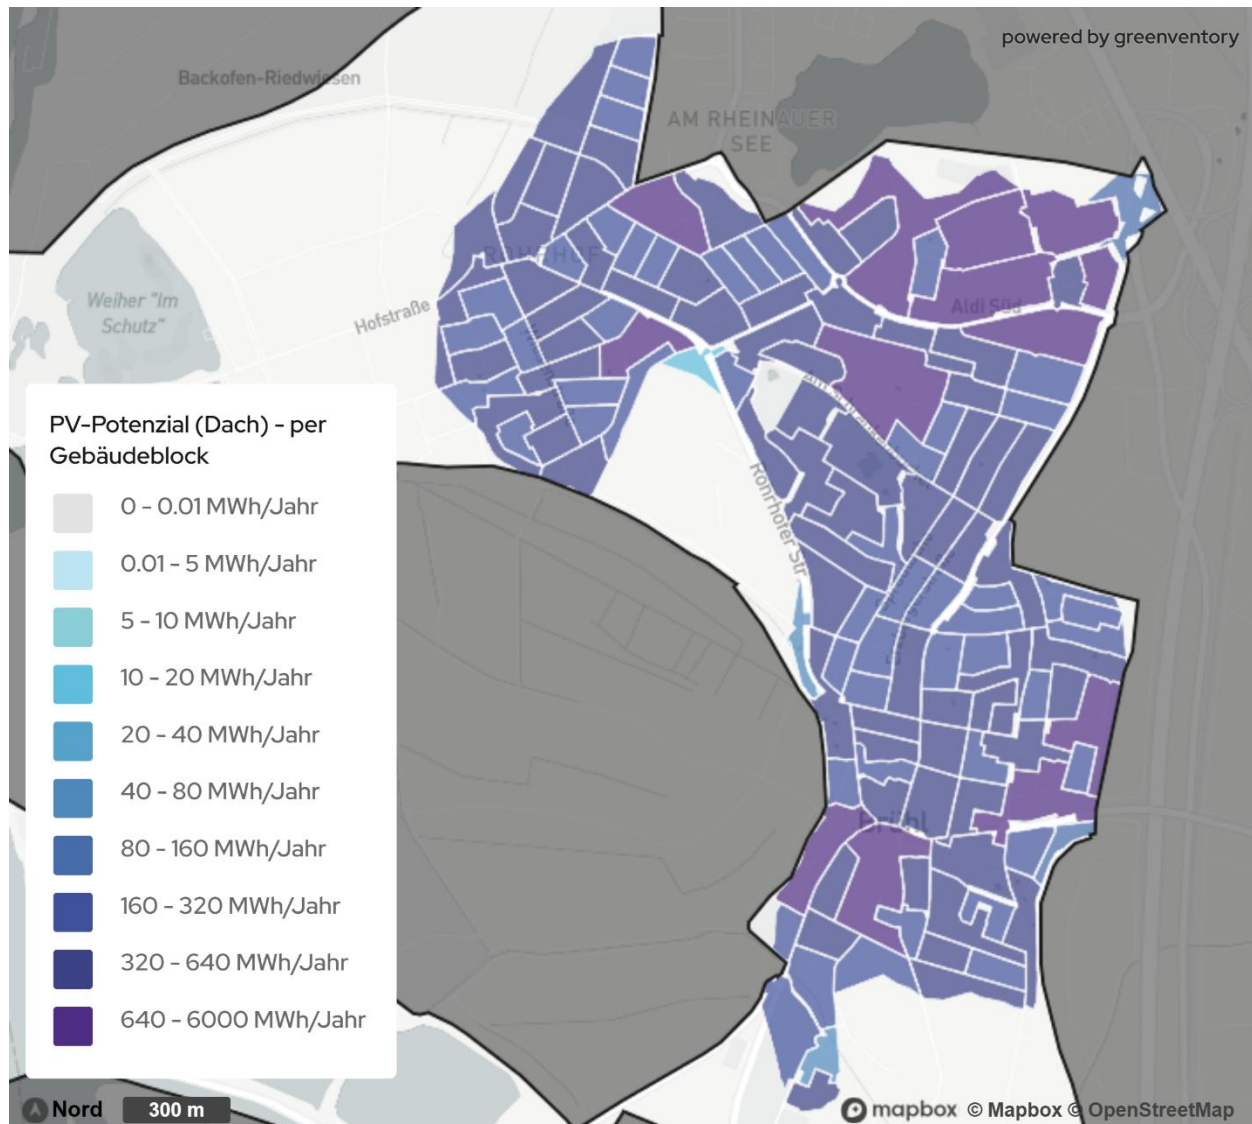 powered by greenventory
Backofen-Riedwiesen
AM RHEINAUER
SEE
ROHRHOF
Weiher "Im
Schutz"
Hofstraße
Aldi Süd
Rohrhofer Str.
Brühl
PV-Potenzial (Dach) - per
Gebäudeblock
0 - 0.01 MWh/Jahr
0.01 - 5 MWh/Jahr
5 - 10 MWh/Jahr
10 - 20 MWh/Jahr
20 - 40 MWh/Jahr
40 - 80 MWh/Jahr
80 - 160 MWh/Jahr
160 - 320 MWh/Jahr
320 - 640 MWh/Jahr
640 - 6000 MWh/Jahr
Nord
300 m
mapbox © Mapbox © OpenStreetMap